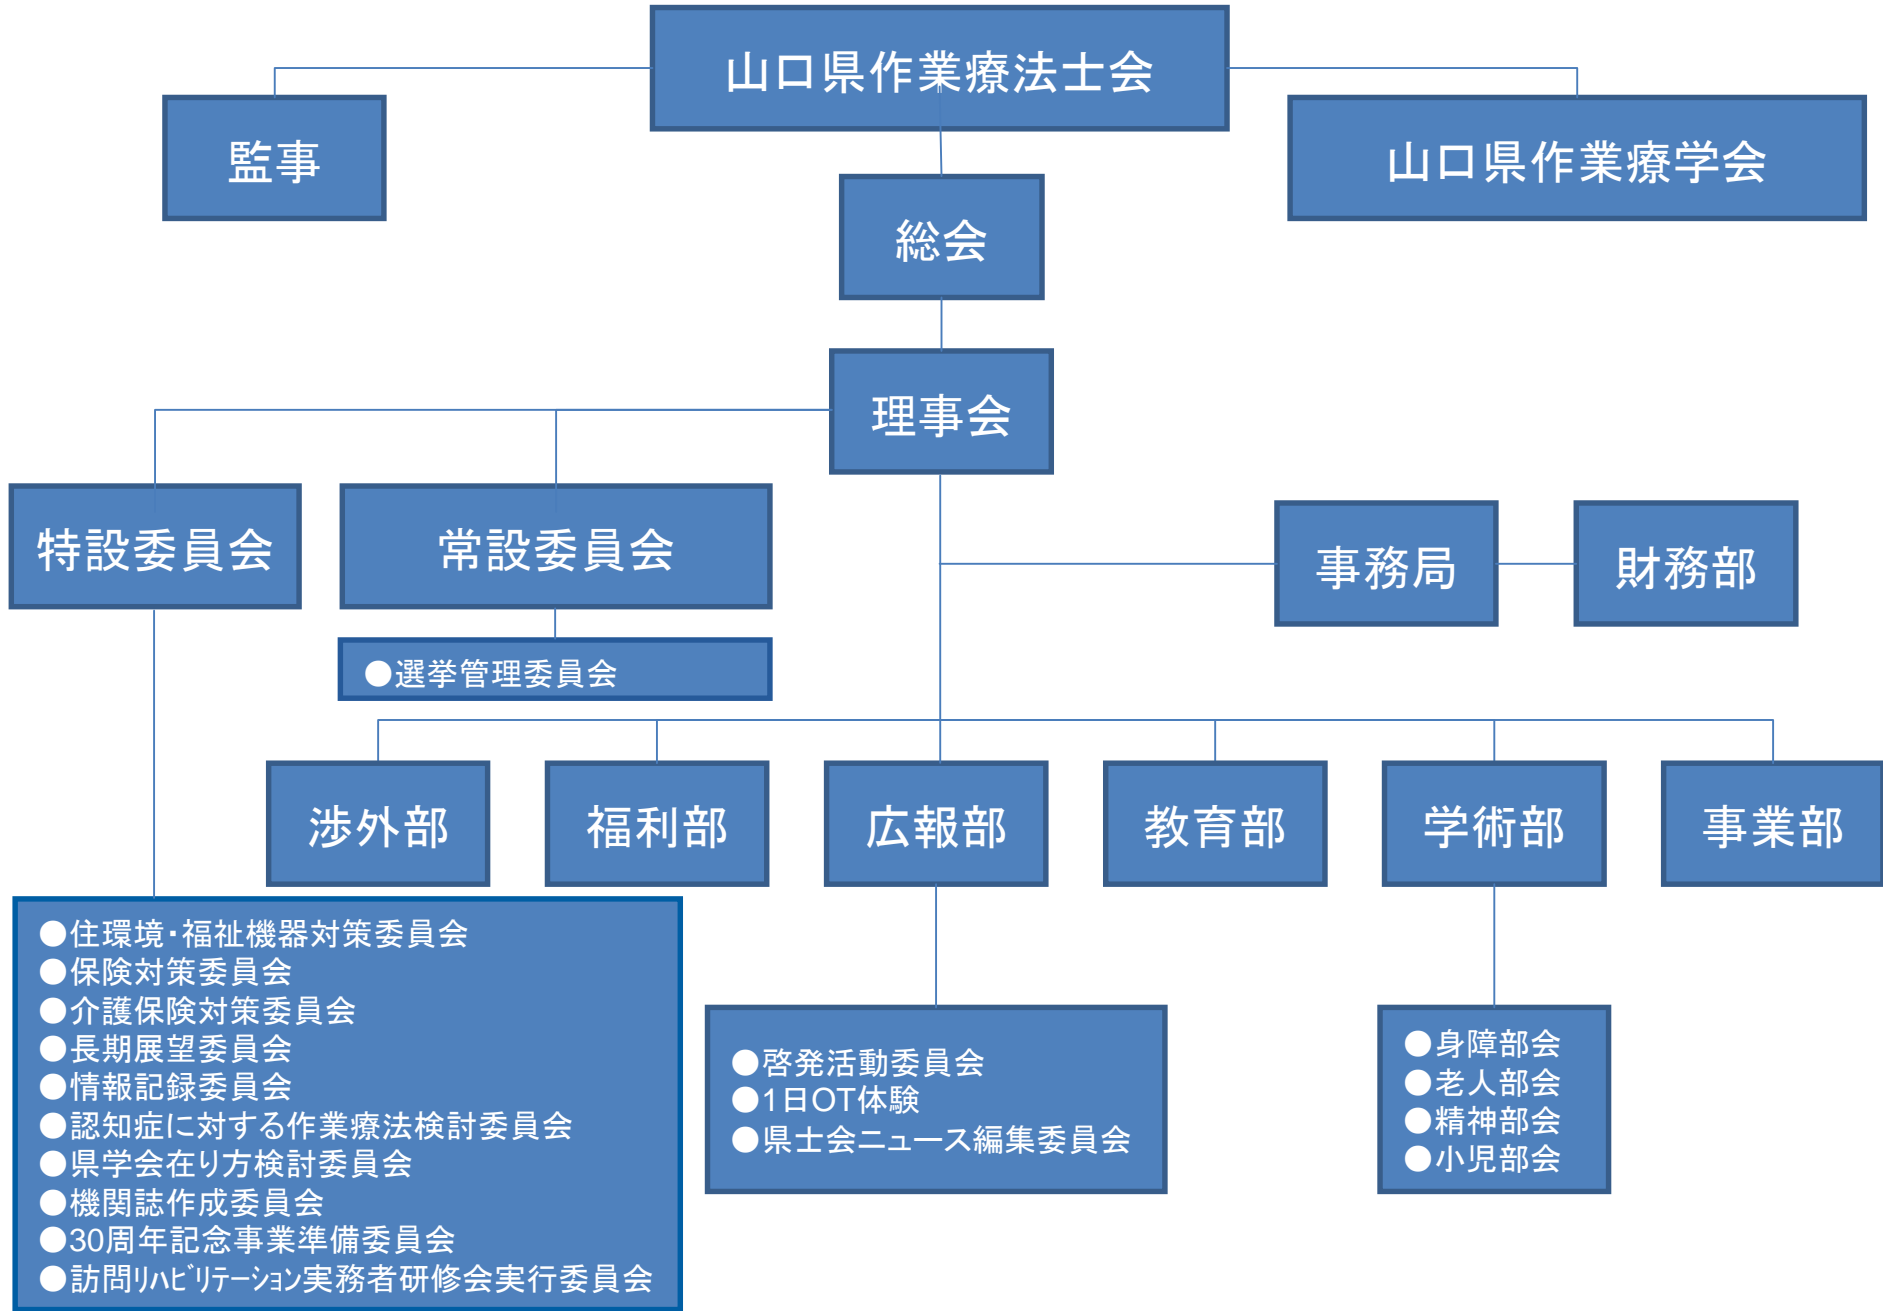 山口県作業療法士会
監事
山口県作業療学会
総会
理事会
特設委員会
常設委員会
事務局
財務部
●選挙管理委員会
渉外部
福利部
広報部
教育部
学術部
事業部
●住環境・福祉機器対策委員会
●保険対策委員会
●介護保険対策委員会
●長期展望委員会
●情報記録委員会
●認知症に対する作業療法検討委員会
●県学会在り方検討委員会
●機関誌作成委員会
●30周年記念事業準備委員会
●訪問ﾘﾊﾋﾞﾘﾃｰｼｮﾝ実務者研修会実行委員会
●啓発活動委員会
●1日OT体験
●県士会ニュース編集委員会
●身障部会
●老人部会
●精神部会
●小児部会